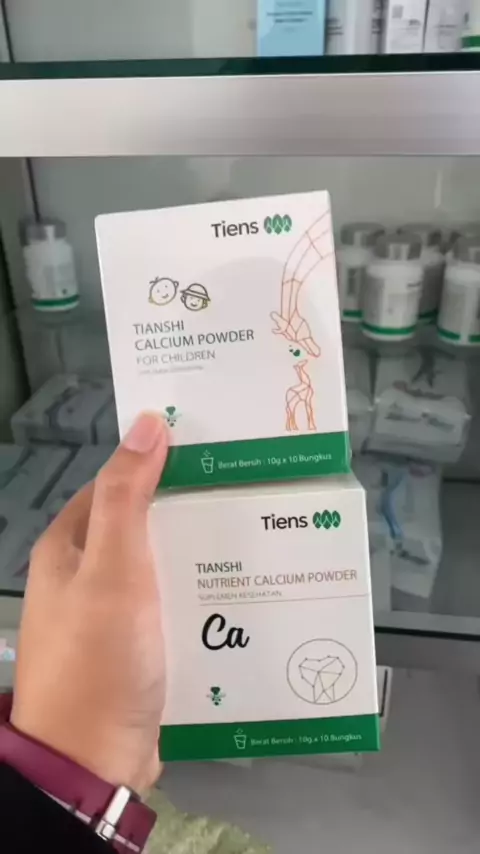 Tiens
TIANSHI
CALCIUM POWDER
FOR CHILDREN
Berat Bersih : 10g x 10 Bungkus
Tiens
TIANSHI
NUTRIENT CALCIUM POWDER
SUPLEMEN KESEHATAN
Ca
Berat Bersih : 10g x 10 Bungkus